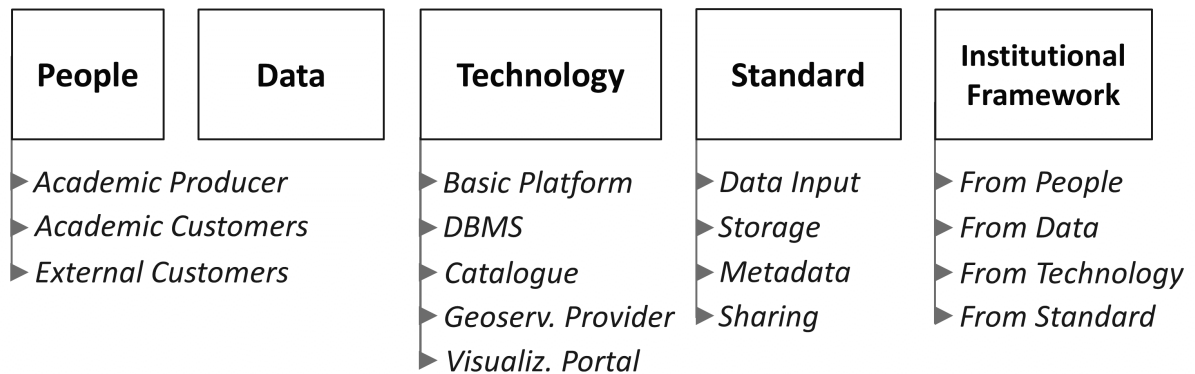 People
Academic Producer
Academic Customers
External Customers
Data
Technology
Basic Platform
DBMS
Catalogue
Geoserv. Provider
Visualiz. Portal
Standard
Data Input
Storage
Metadata
Sharing
Institutional
Framework
From People
From Data
From Technology
From Standard